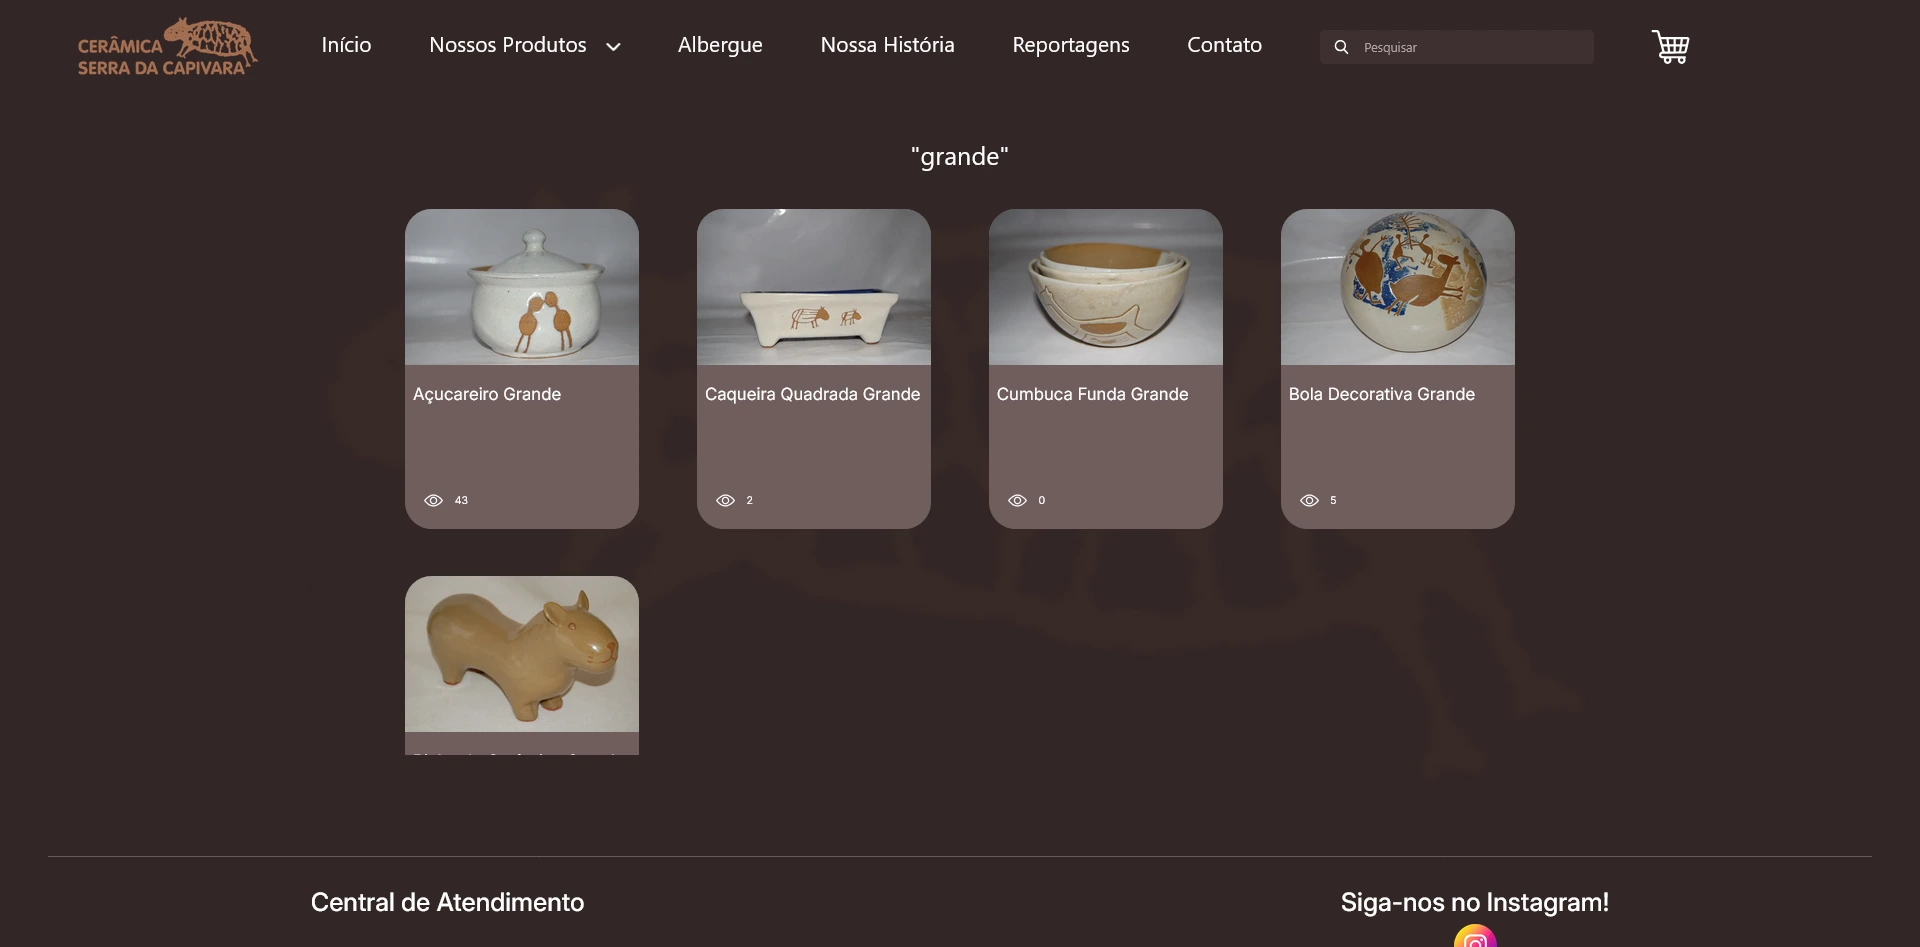 CERÂMICA
SERRA DA CAPIVARA
Início
Nossos Produtos
Albergue
Nossa História
Reportagens
Contato
Pesquisar
"grande"
Açucareiro Grande
43
Caqueira Quadrada Grande
2
Cumbuca Funda Grande
0
Bola Decorativa Grande
5
Central de Atendimento
Siga-nos no Instagram!